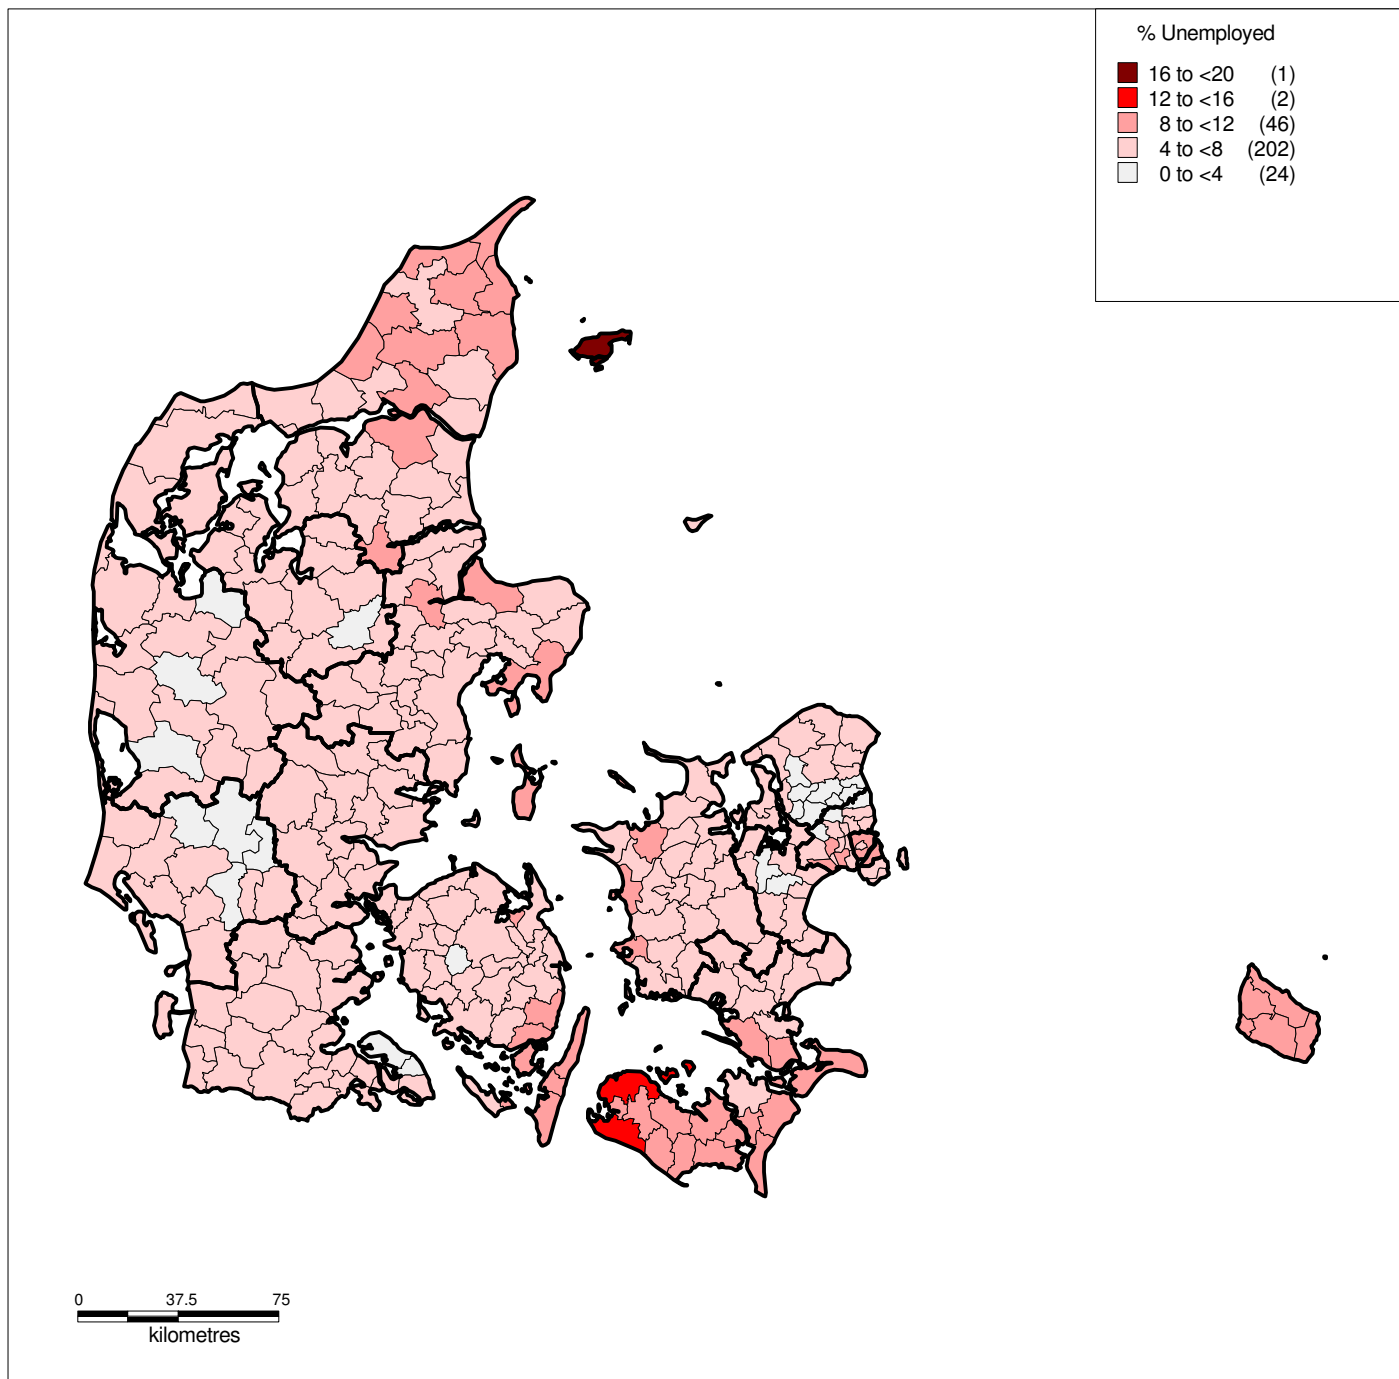 % Unemployed
16 to <20 (1)
12 to <16 (2)
8 to <12 (46)
4 to <8 (202)
0 to <4 (24)
0 37.5 75
kilometres